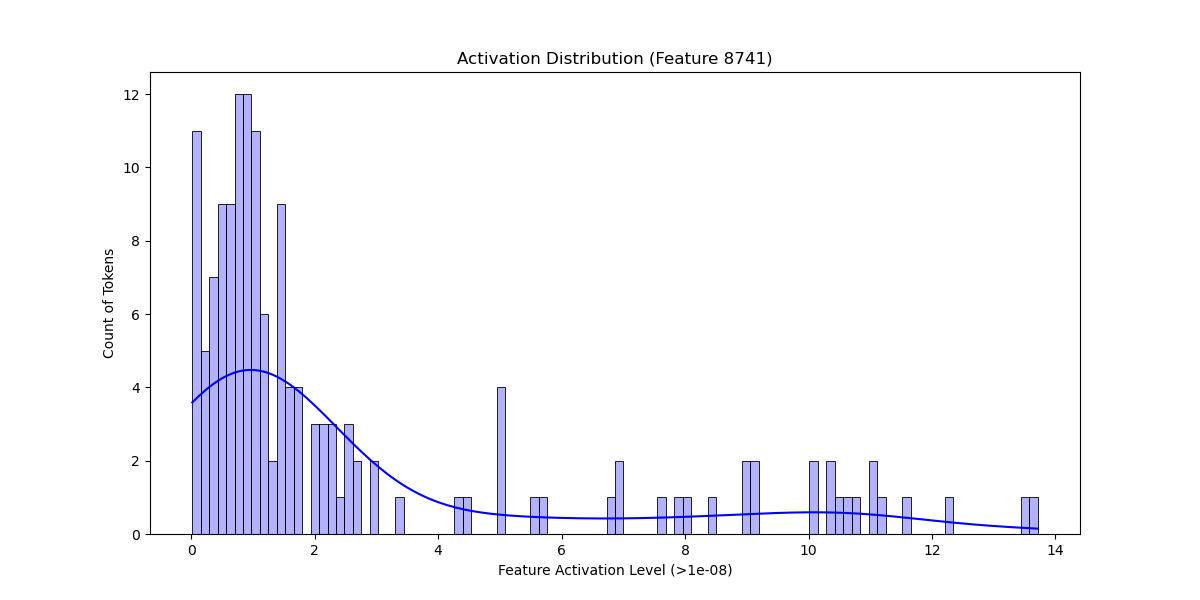 Activation Distribution (Feature 8741)
Count of Tokens
12
10
8
6
4
2
0
0 2 4 6 8 10 12 14
Feature Activation Level (>1e-08)